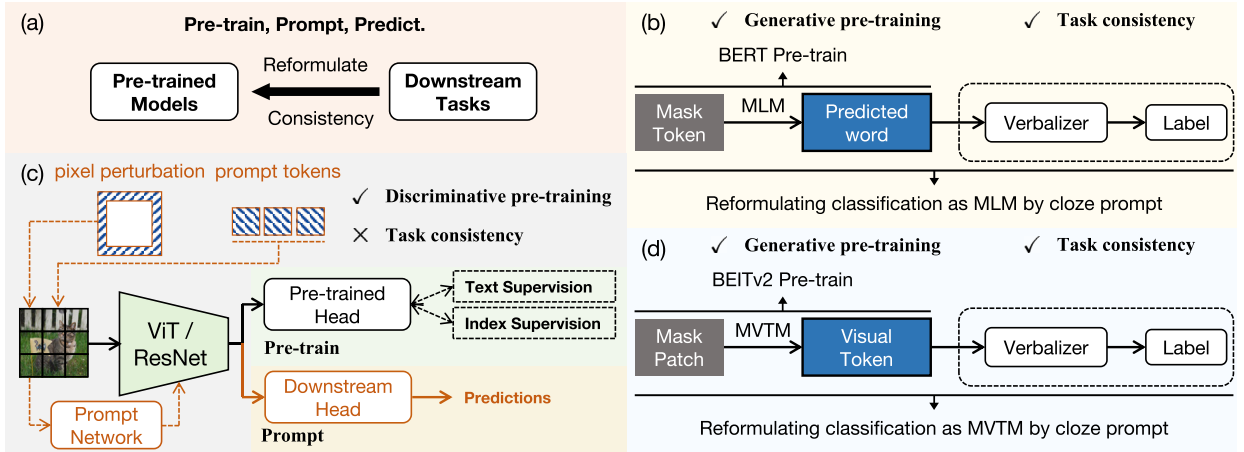 (a)
Pre-train, Prompt, Predict.
Pre-trained
Models
Reformulate
Consistency
Downstream
Tasks
(b)
✓ Generative pre-training
✓ Task consistency
BERT Pre-train
Mask
Token
MLM
Predicted
word
Verbalizer
Label
Reformulating classification as MLM by cloze prompt
(c)
pixel perturbation
prompt tokens
✓ Discriminative pre-training
✕ Task consistency
ViT /
ResNet
Pre-trained
Head
Text Supervision
Index Supervision
Pre-train
Prompt
Network
Downstream
Head
Predictions
Prompt
(d)
✓ Generative pre-training
✓ Task consistency
BEITv2 Pre-train
Mask
Patch
MVTM
Visual
Token
Verbalizer
Label
Reformulating classification as MVTM by cloze prompt